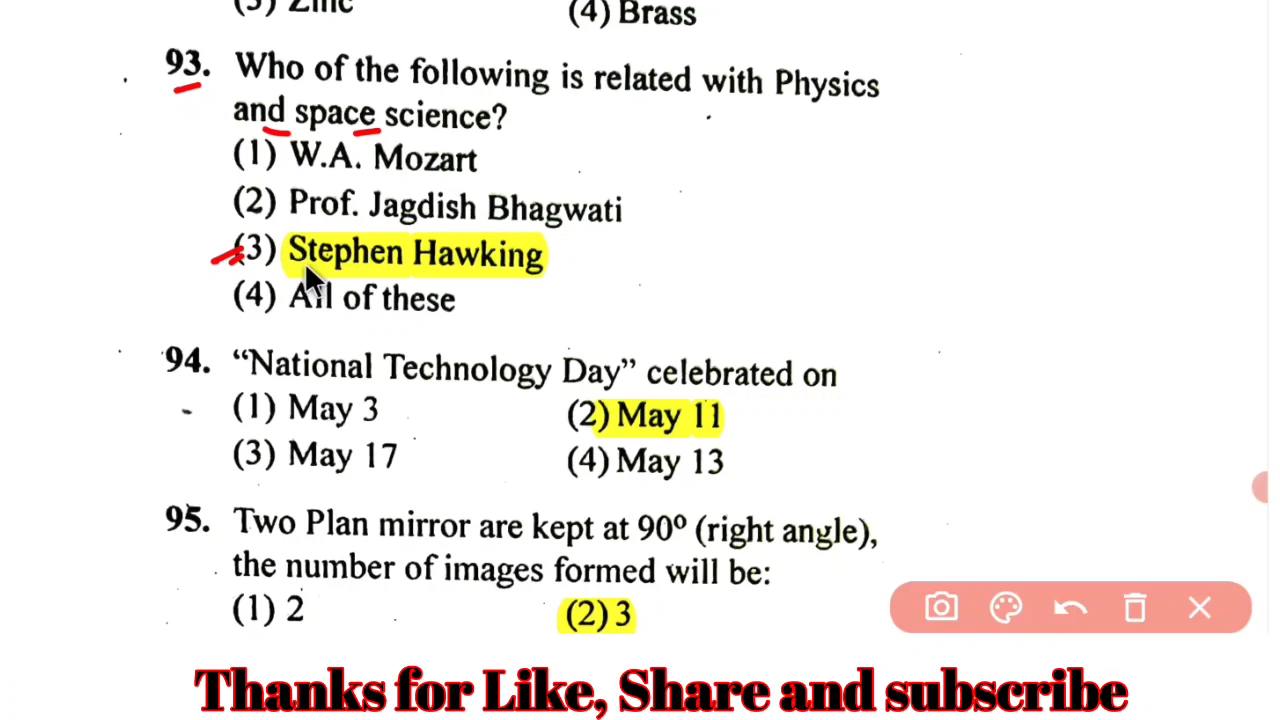 (3) Zinc (4) Brass
93. Who of the following is related with Physics
and space science?
(1) W.A. Mozart
(2) Prof. Jagdish Bhagwati
(3) Stephen Hawking
(4) All of these
94. “National Technology Day” celebrated on
(1) May 3 (2) May 11
(3) May 17 (4) May 13
95. Two Plan mirror are kept at 90º (right angle),
the number of images formed will be:
(1) 2 (2) 3
Thanks for Like, Share and subscribe